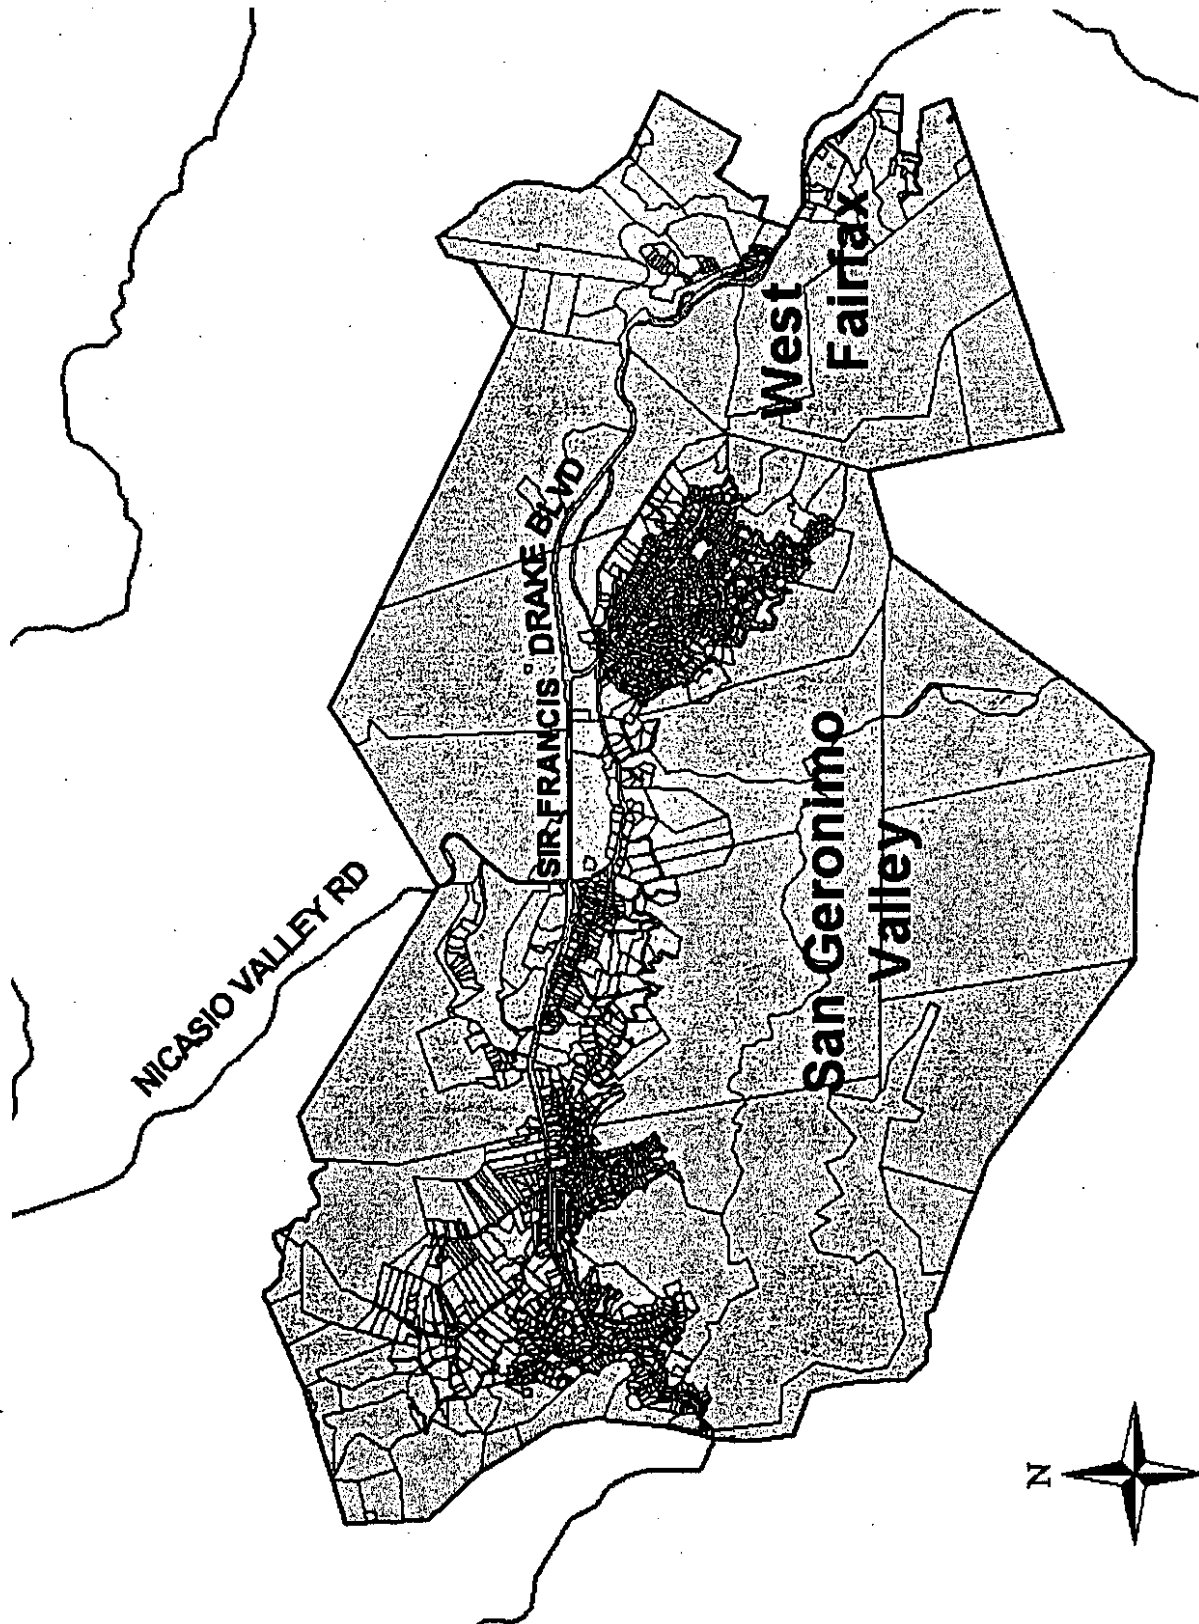 NICASIO VALLEY RD
SIR FRANCIS DRAKE BLVD
West
Fairfax
San Geronimo
Valley
N